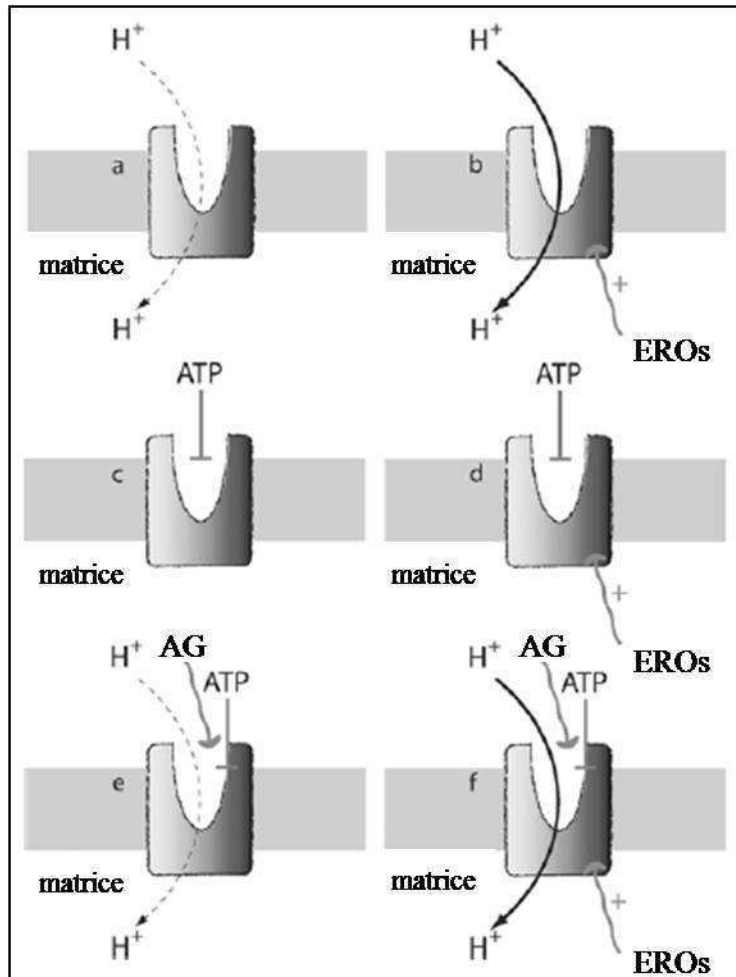 H+ H+
a b
matrice matrice
H+ H+ +
EROs
ATP ATP
c d
matrice matrice
+
EROs
H+ AG H+ AG
ATP ATP
e f
matrice matrice
+
H+ H+
EROs